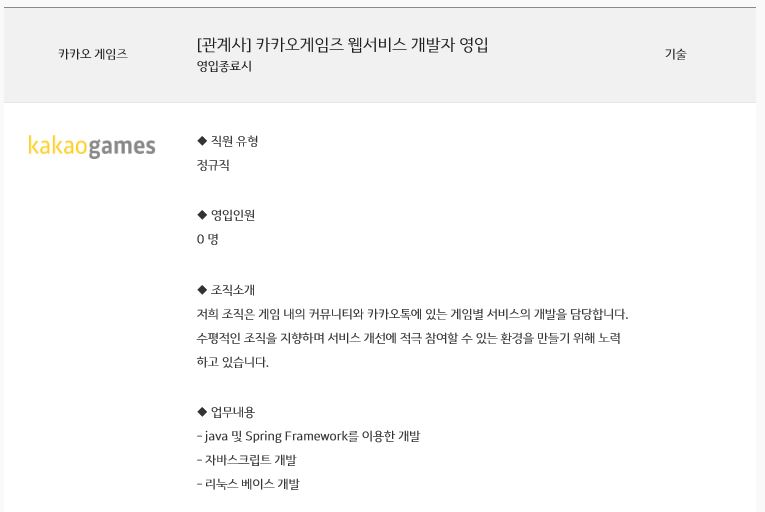 카카오 게임즈
[관계사] 카카오게임즈 웹서비스 개발자 영입
영입종료시
기술
kakaogames
◆ 직원 유형
정규직
◆ 영입인원
0 명
◆ 조직소개
저희 조직은 게임 내의 커뮤니티와 카카오톡에 있는 게임별 서비스의 개발을 담당합니다.
수평적인 조직을 지향하며 서비스 개선에 적극 참여할 수 있는 환경을 만들기 위해 노력
하고 있습니다.
◆ 업무내용
- java 및 Spring Framework를 이용한 개발
- 자바스크립트 개발
- 리눅스 베이스 개발